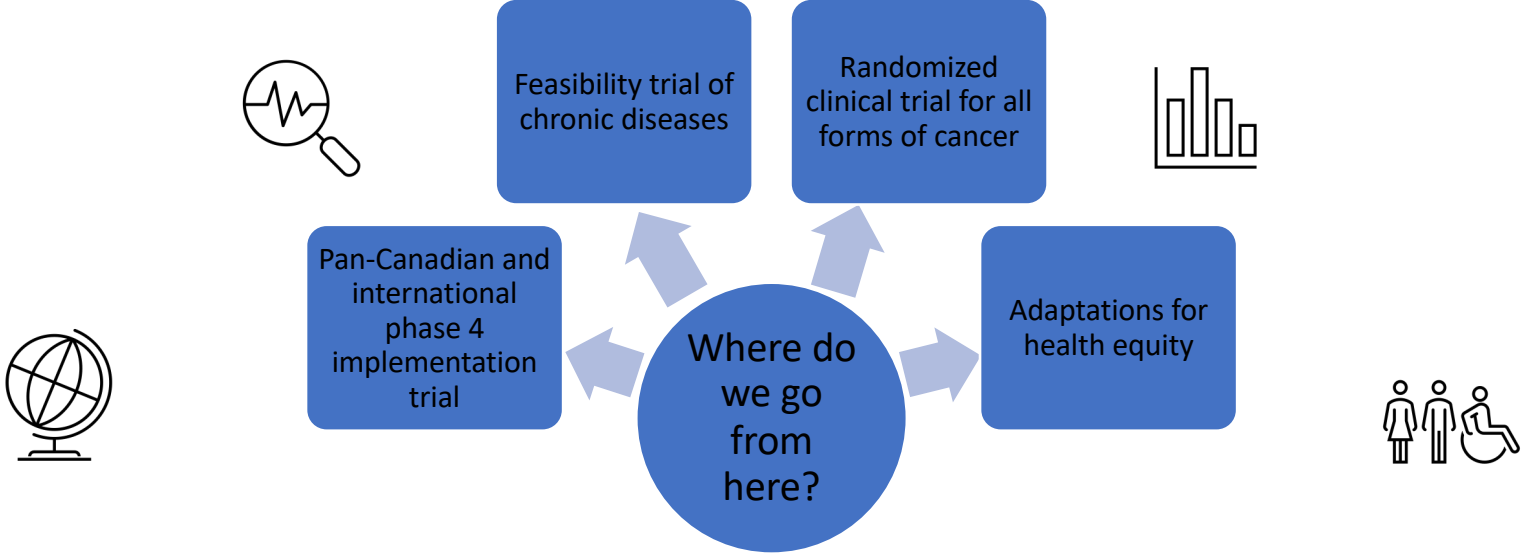 Feasibility trial of
chronic diseases
Randomized
clinical trial for all
forms of cancer
Pan-Canadian and
international
phase 4
implementation
trial
Adaptations for
health equity
Where do
we go
from
here?